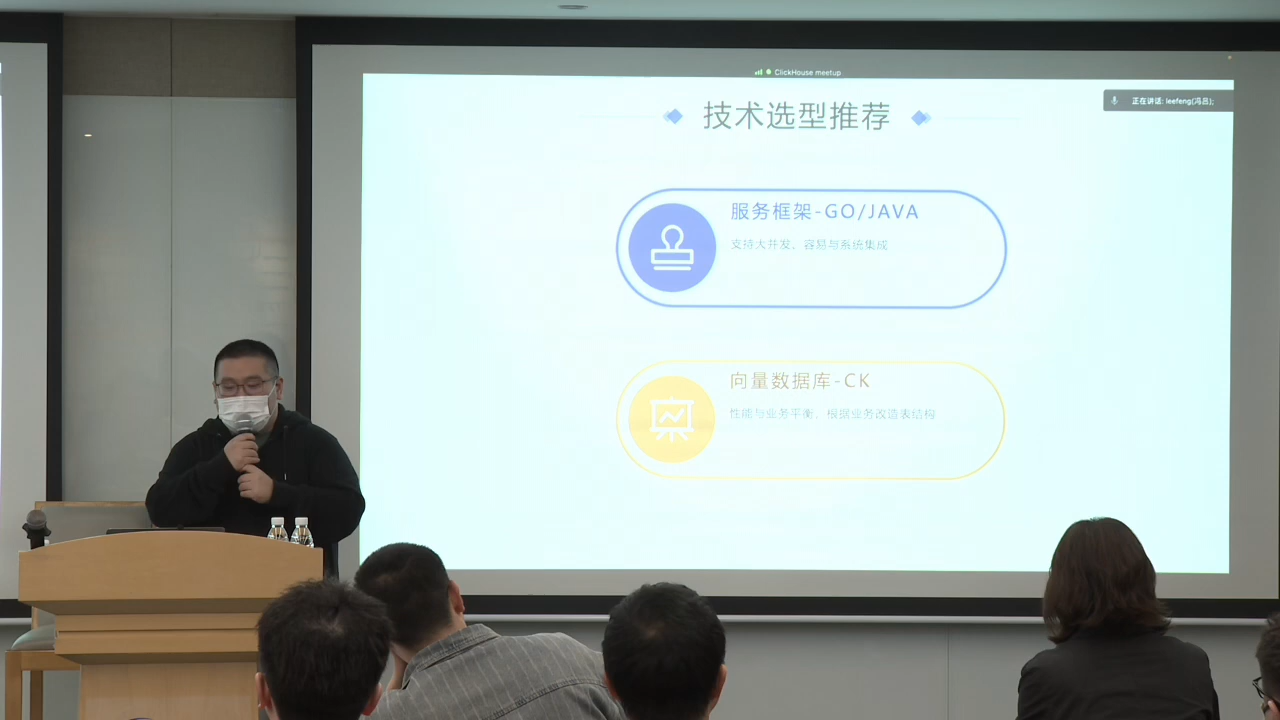 ClickHouse meetup
正在讲话: leefeng(冯吕);
技术选型推荐
服务框架-GO/JAVA
支持大并发、容易与系统集成
向量数据库-CK
性能与业务平衡、根据业务改造表结构